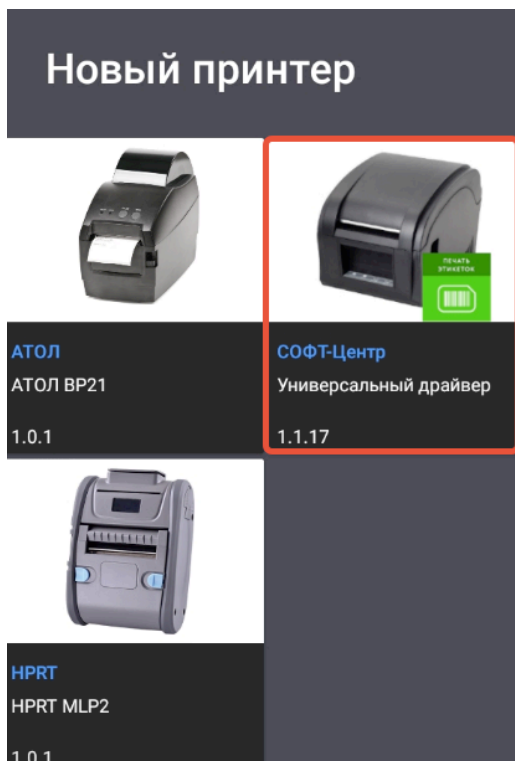 Новый принтер
ПЕЧАТЬ
ЭТИКЕТОК
АТОЛ
АТОЛ BP21
1.0.1
СОФТ-Центр
Универсальный драйвер
1.1.17
HPRT
HPRT MLP2
1.0.1